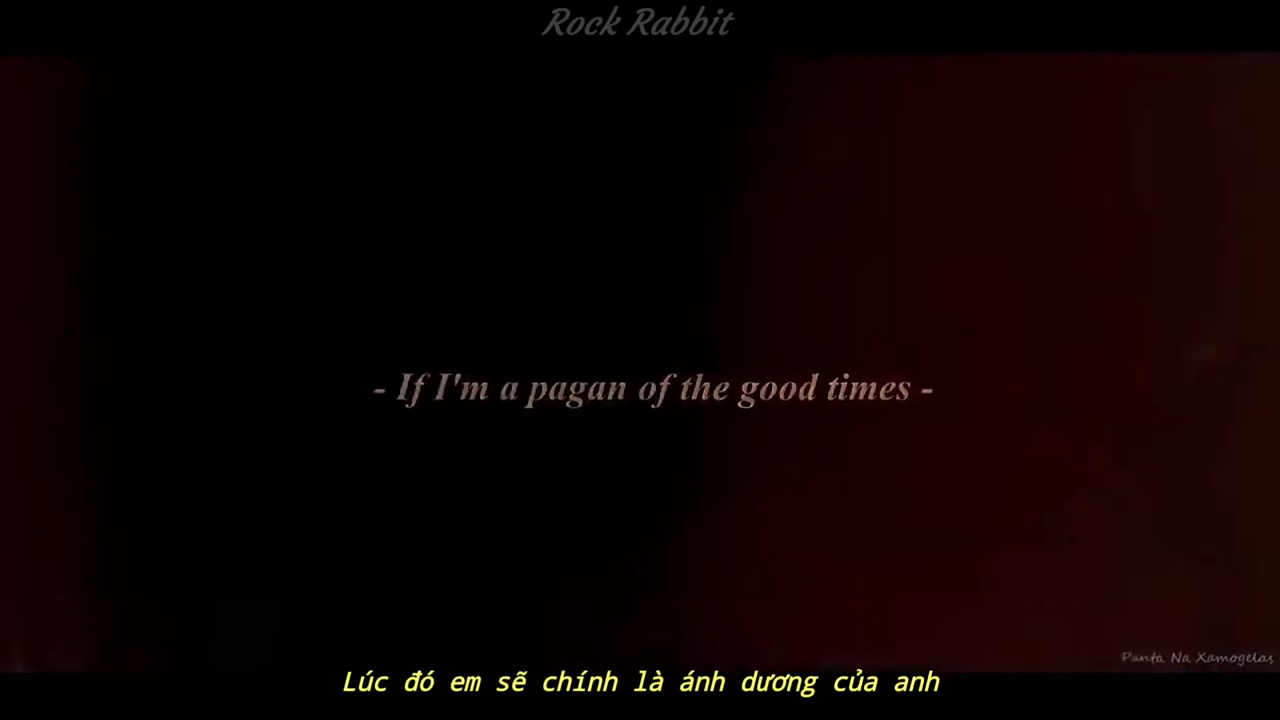 Rock Rabbit
- If I'm a pagan of the good times -
Panta Na Xamogelas
Lúc đó em sẽ chính là ánh dương của anh